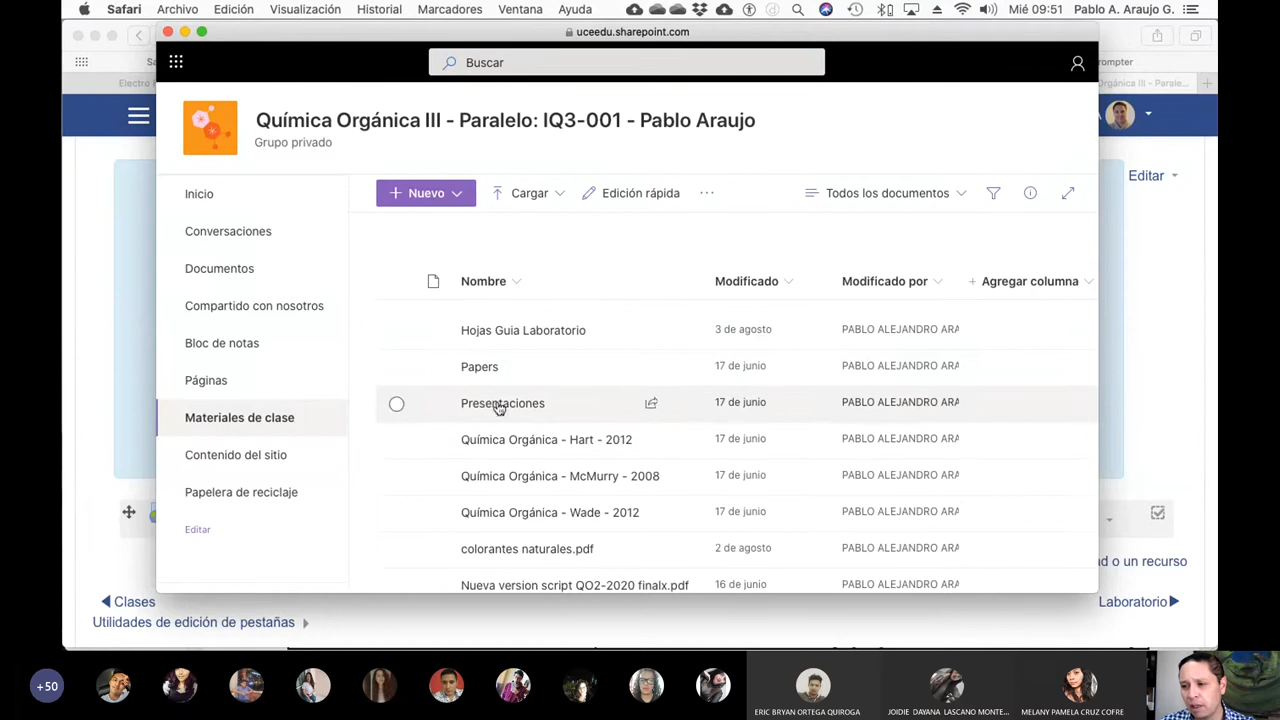 Safari Archivo Edición Visualización Historial Marcadores Ventana Ayuda Mié 09:51 Pablo A. Araujo G.
uceedu.sharepoint.com
Sa
prompter
Electro
Orgánica III - Parale...
Buscar
Química Orgánica III - Paralelo: IQ3-001 - Pablo Araujo
Grupo privado
Editar
Inicio
Nuevo Cargar Edición rápida ... Todos los documentos
Conversaciones
Documentos
Nombre Modificado Modificado por + Agregar columna
Compartido con nosotros
Hojas Guia Laboratorio 3 de agosto PABLO ALEJANDRO ARA
Bloc de notas
Papers 17 de junio PABLO ALEJANDRO ARA
Páginas
Presentaciones 17 de junio PABLO ALEJANDRO ARA
Materiales de clase
Química Orgánica - Hart - 2012 17 de junio PABLO ALEJANDRO ARA
Contenido del sitio
Química Orgánica - McMurry - 2008 17 de junio PABLO ALEJANDRO ARA
Papelera de reciclaje
Química Orgánica - Wade - 2012 17 de junio PABLO ALEJANDRO ARA
Editar
colorantes naturales.pdf 2 de agosto PABLO ALEJANDRO ARA
d o un recurso
Nueva version script QO2-2020 finalx.pdf 16 de junio PABLO ALEJANDRO ARA
Clases Laboratorio
Utilidades de edición de pestañas
+50
ERIC BRYAN ORTEGA QUIROGA JOIDIE DAYANA LASCANO MONTE... MELANY PAMELA CRUZ COFRE